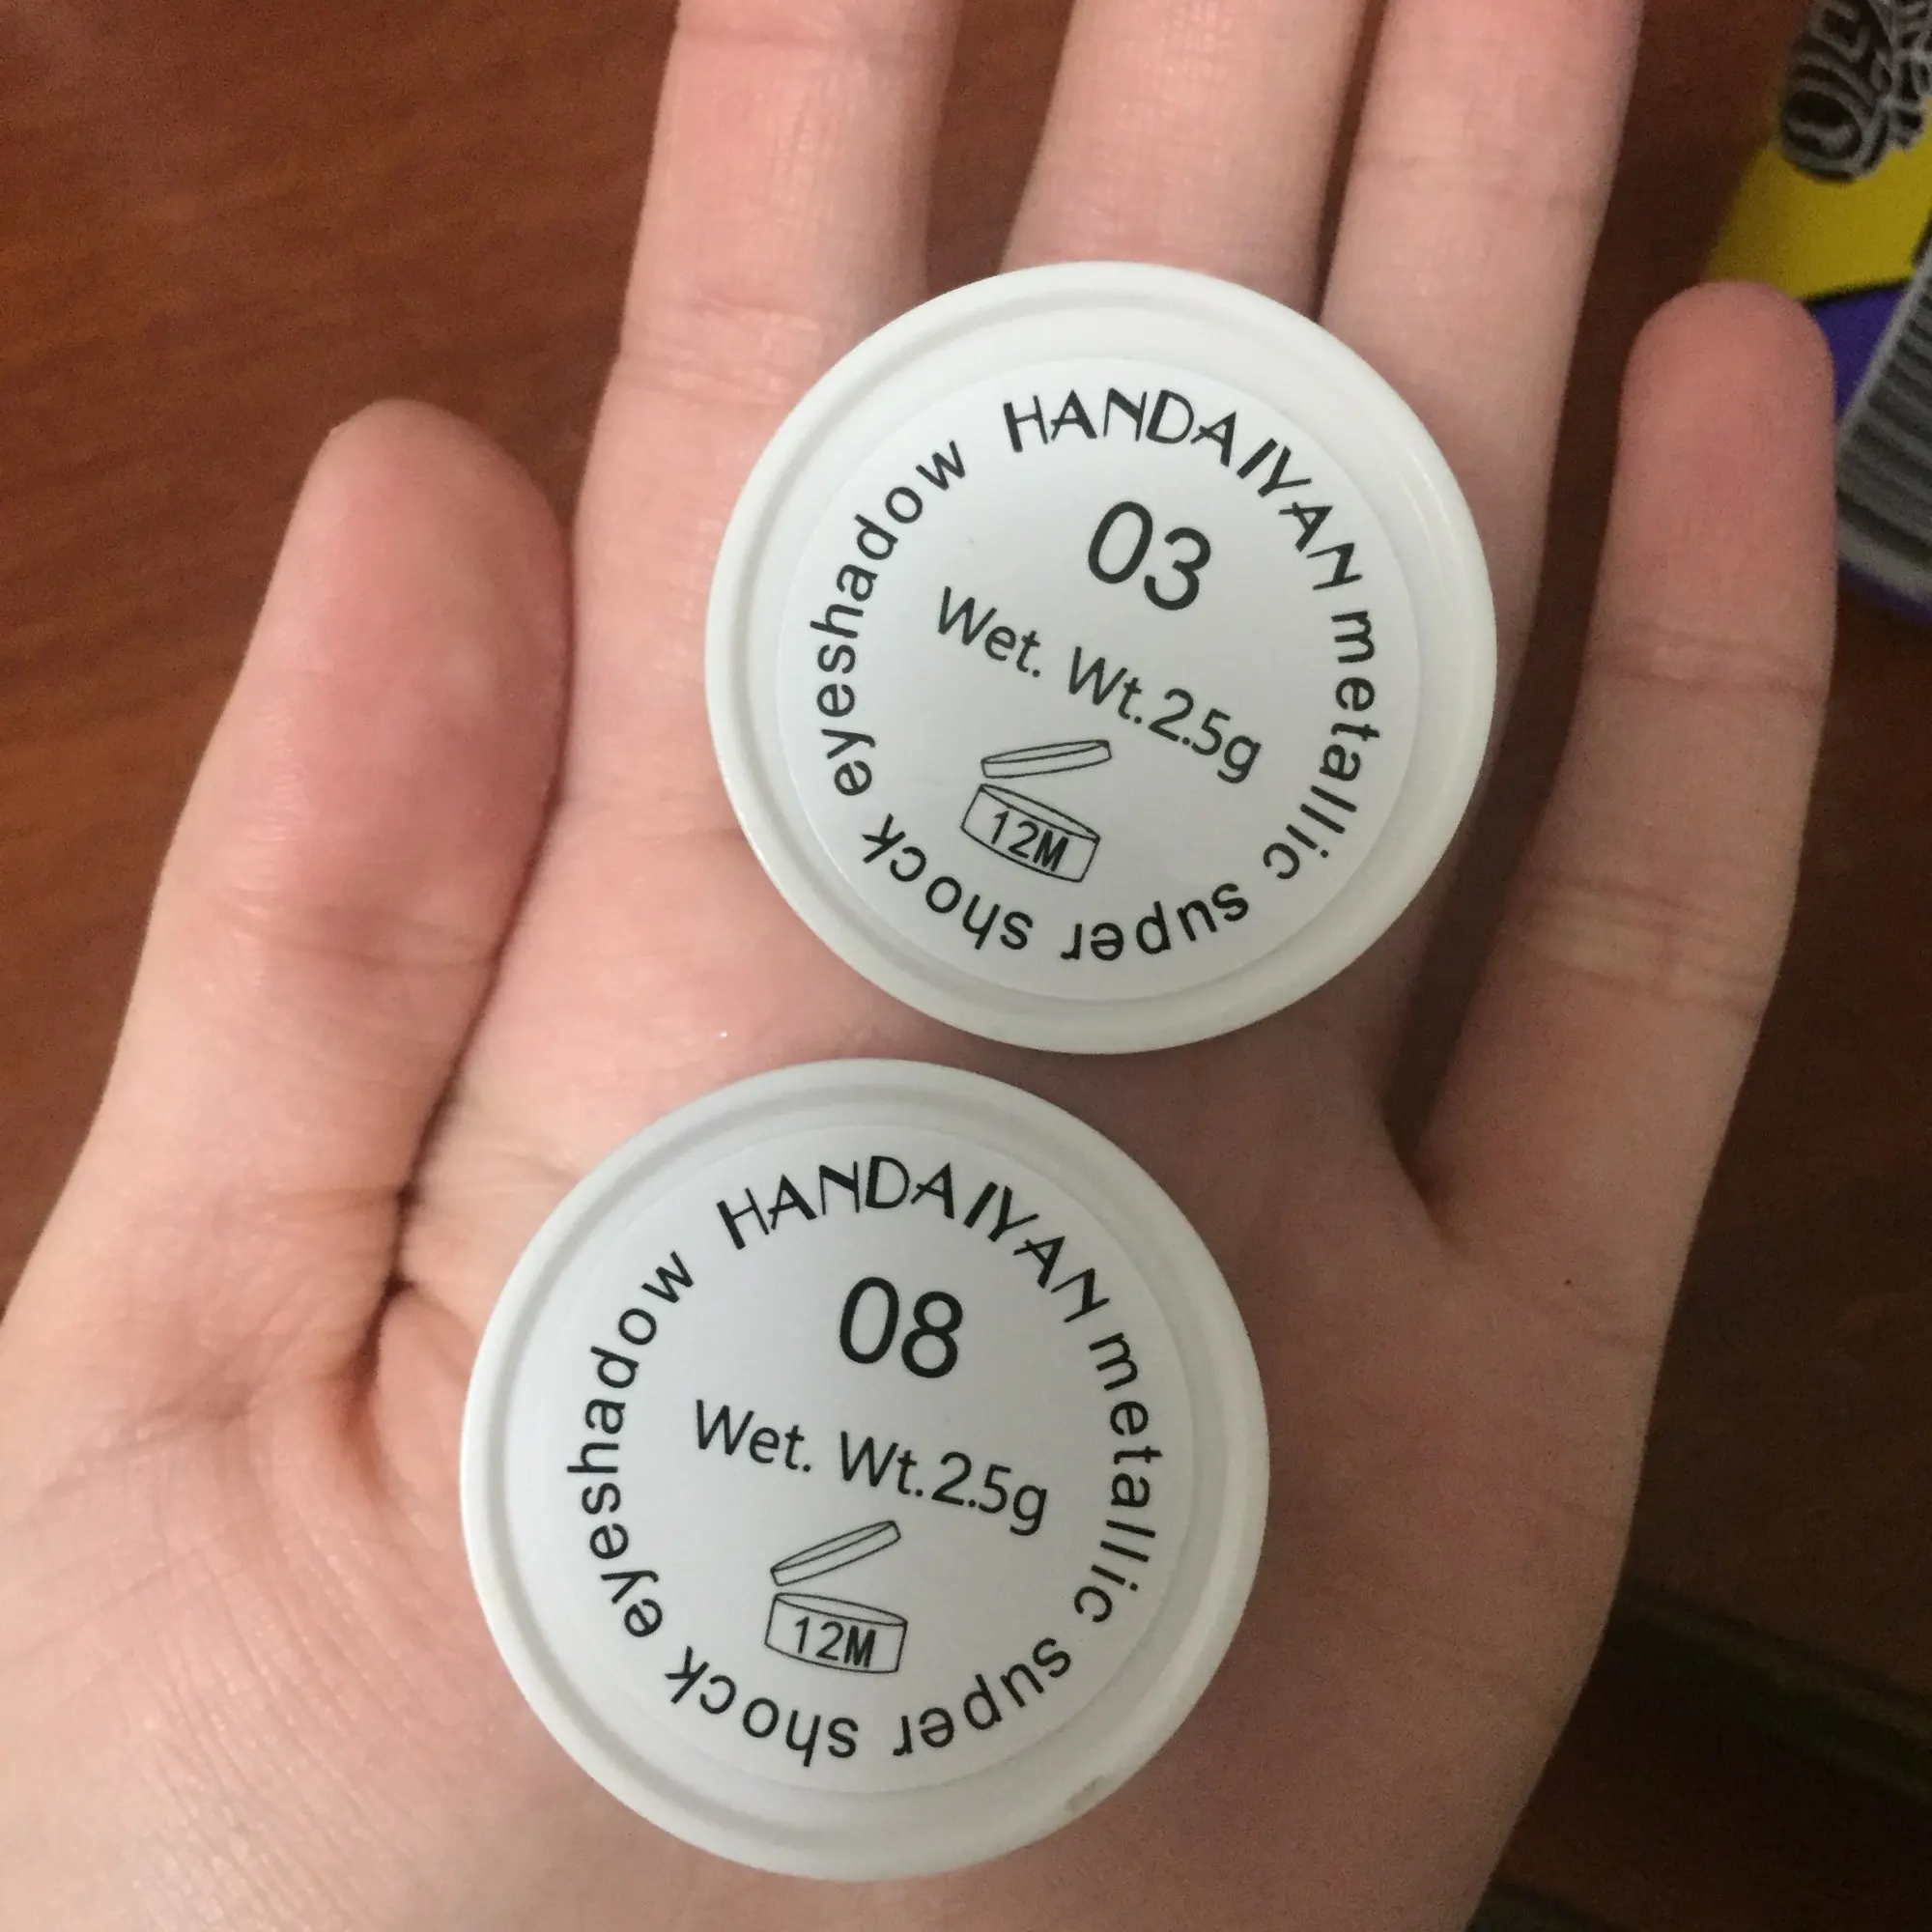 HANDAIYAN metallic super shock eyeshadow
03
Wet. Wt.2.5g
12M
HANDAIYAN metallic super shock eyeshadow
08
Wet. Wt.2.5g
12M